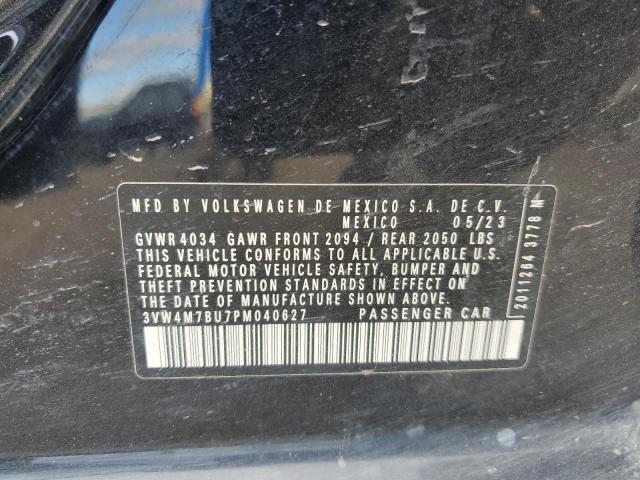 MFD BY VOLKSWAGEN DE MEXICO S.A. DE C.V.
MEXICO 05/23
GVWR 4034 GAWR FRONT 2094 / REAR 2050 LBS
THIS VEHICLE CONFORMS TO ALL APPLICABLE U.S.
FEDERAL MOTOR VEHICLE SAFETY, BUMPER AND
THEFT PREVENTION STANDARDS IN EFFECT ON
THE DATE OF MANUFACTURE SHOWN ABOVE.
3VW4M7BU7PM040627 PASSENGER CAR
2011264 3778 M